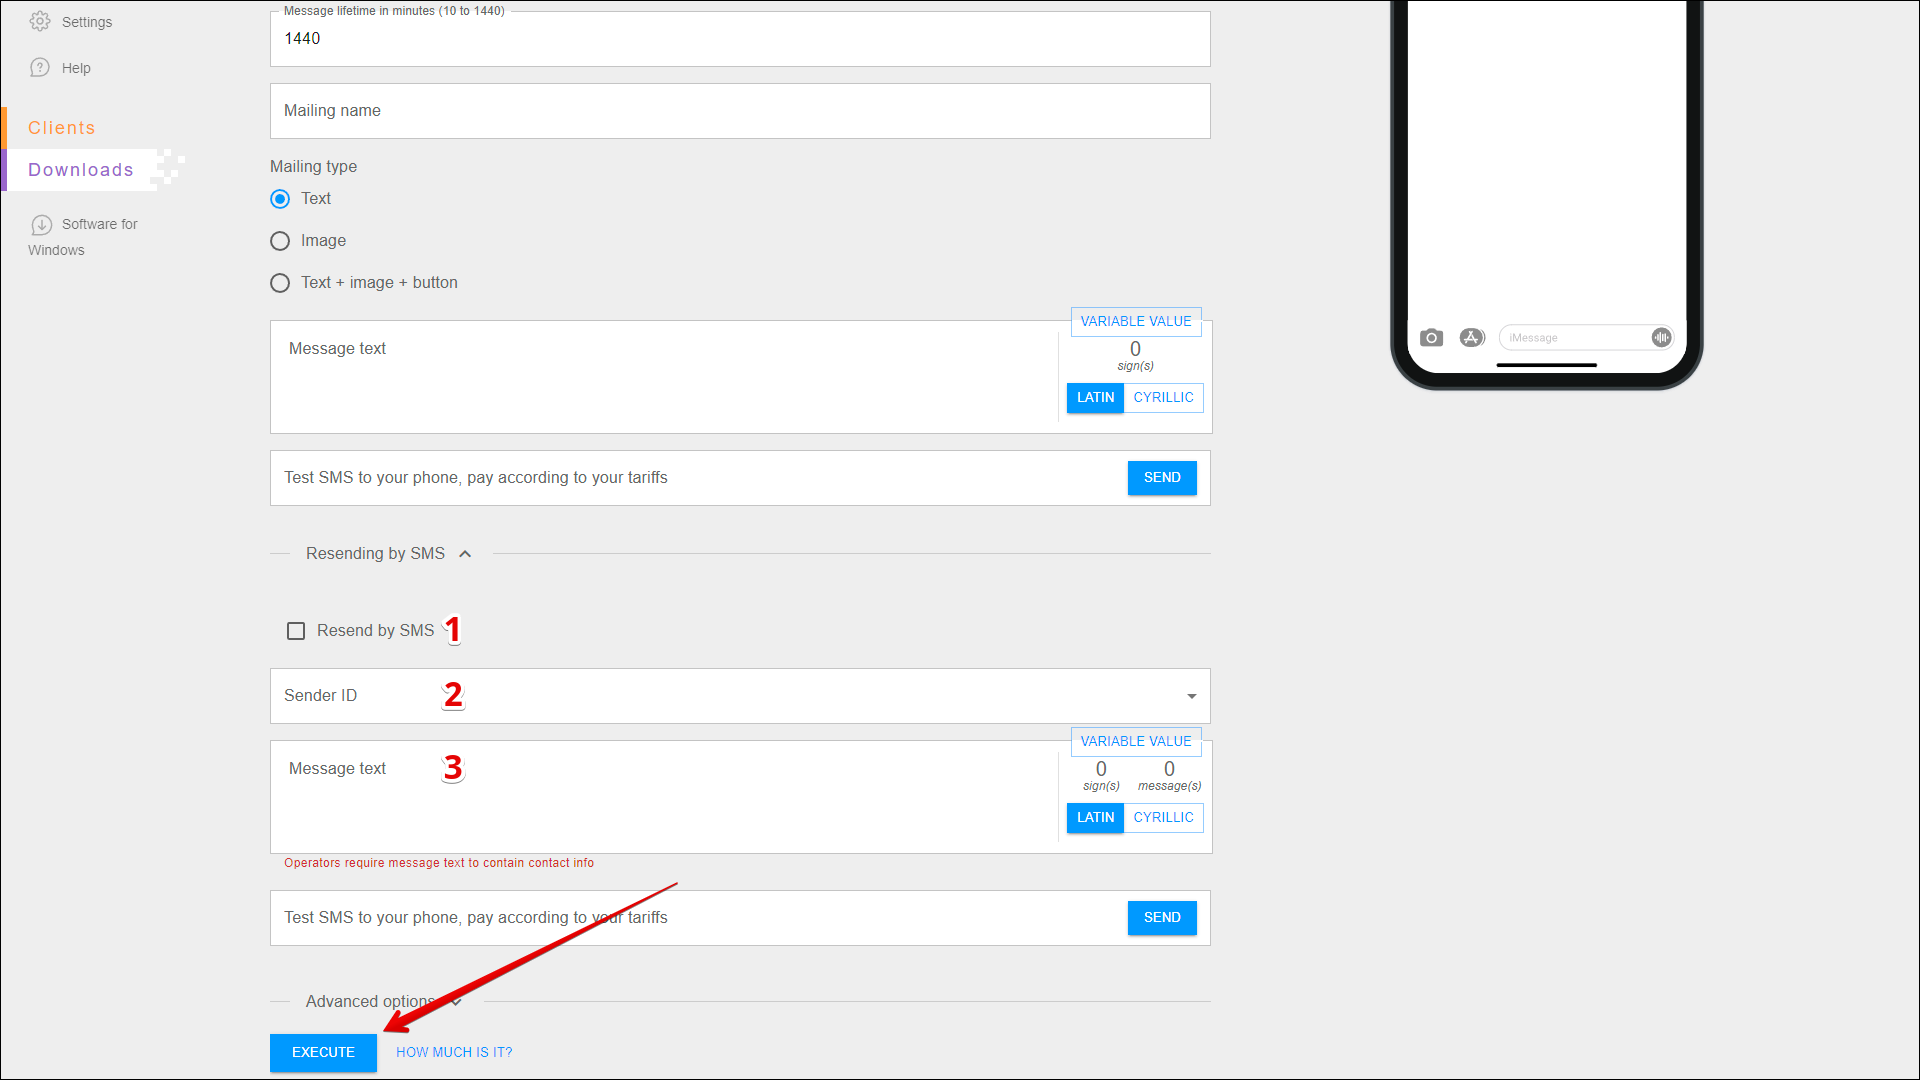 Settings
Help
Clients
Downloads
Software for
Windows
Message lifetime in minutes (10 to 1440)
1440
Mailing name
Mailing type
Text
Image
Text + image + button
Message text
VARIABLE VALUE
0
sign(s)
LATIN CYRILLIC
Test SMS to your phone, pay according to your tariffs
SEND
Resending by SMS
Resend by SMS 1
Sender ID 2
Message text 3
VARIABLE VALUE
0 0
sign(s) message(s)
LATIN CYRILLIC
Operators require message text to contain contact info
Test SMS to your phone, pay according to your tariffs
SEND
Advanced options
EXECUTE HOW MUCH IS IT?
iMessage